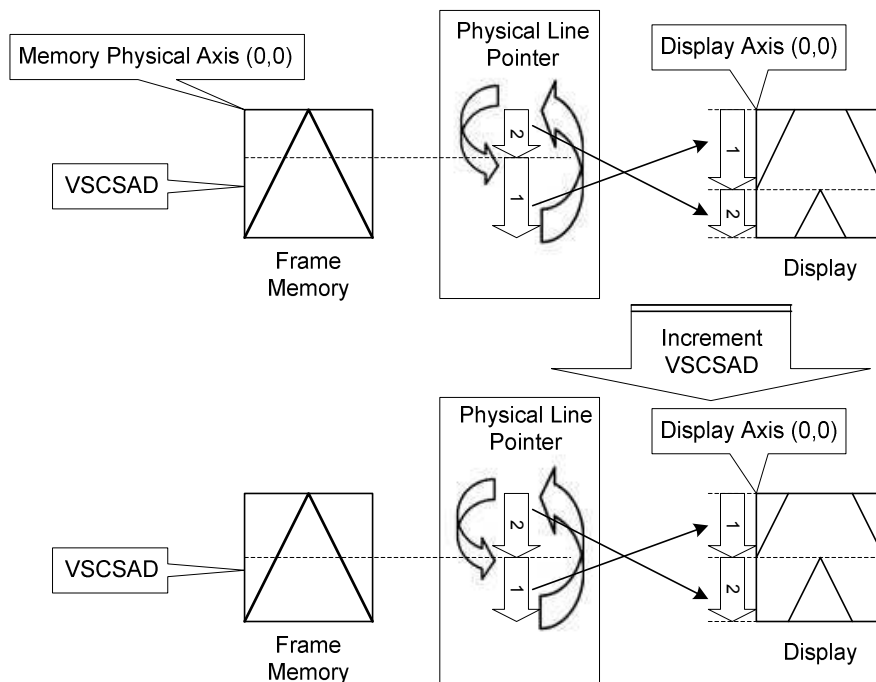 Memory Physical Axis (0,0)
Physical Line
Pointer
Display Axis (0,0)
VSCSAD
2
1
1
2
Frame
Memory
Display
Increment
VSCSAD
Physical Line
Pointer
Display Axis (0,0)
VSCSAD
2
1
1
2
Frame
Memory
Display